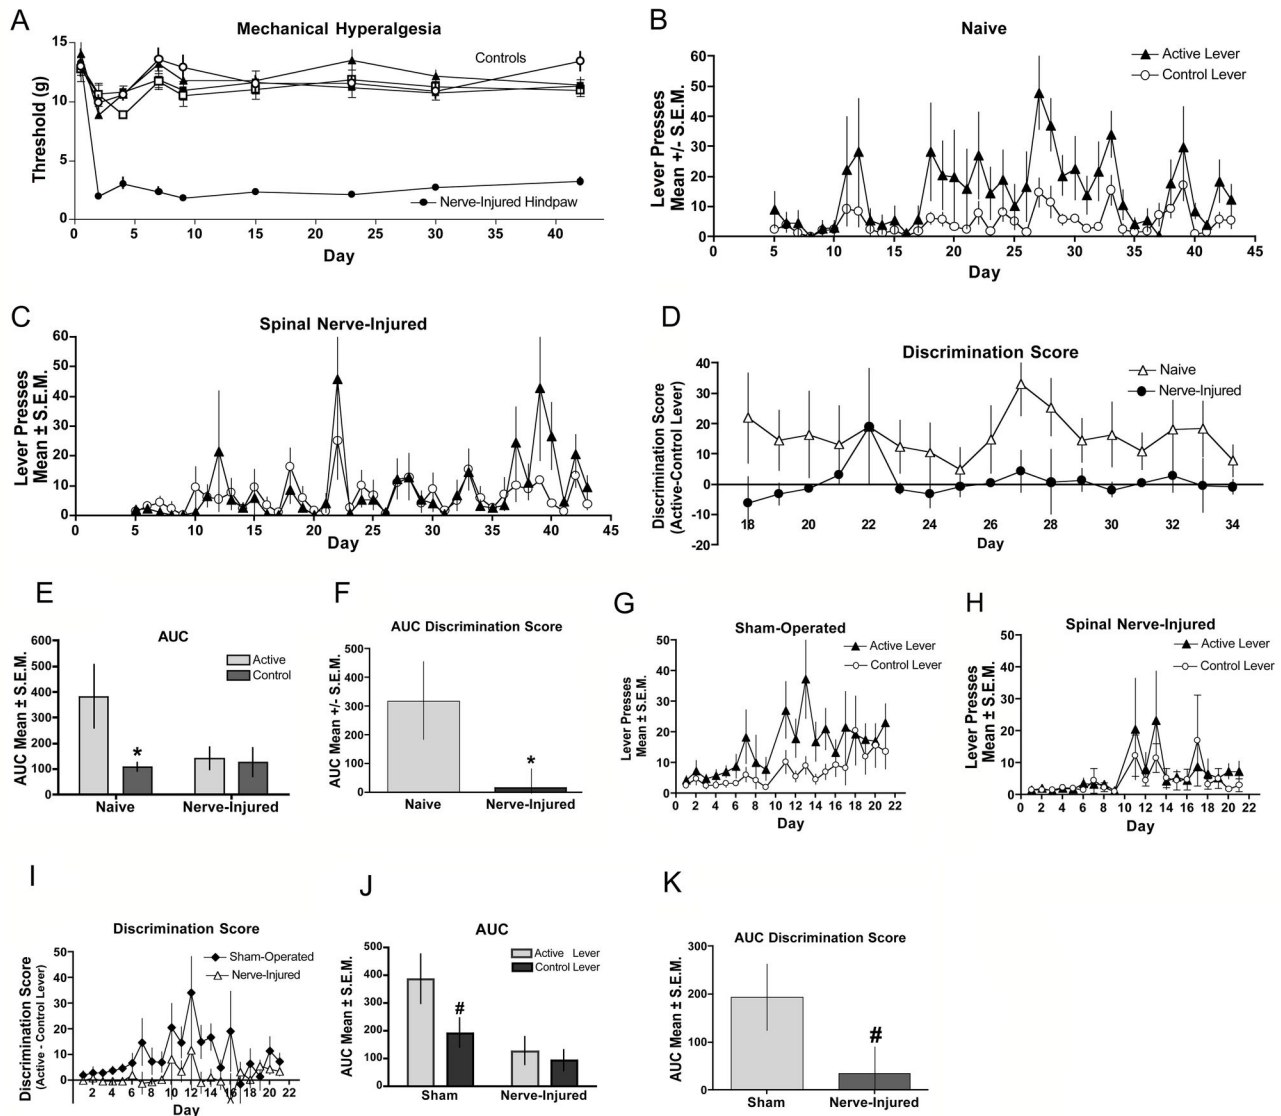 A
Mechanical Hyperalgesia
Threshold (g)
15
10
5
0
Controls
Nerve-Injured Hindpaw
0 5 10 15 20 25 30 35 40
Day
B
Naive
Lever Presses
Mean +/- S.E.M.
60
50
40
30
20
10
0
Active Lever
Control Lever
0 5 10 15 20 25 30 35 40 45
Day
C
Spinal Nerve-Injured
Lever Presses
Mean ± S.E.M.
60
50
40
30
20
10
0
0 5 10 15 20 25 30 35 40 45
Day
D
Discrimination Score
Discrimination Score
(Active-Control Lever)
40
30
20
10
0
-10
-20
Naive
Nerve-Injured
18 20 22 24 26 28 30 32 34
Day
E
AUC
AUC Mean ± S.E.M.
600
500
400
300
200
100
0
Active
Control
*
Naive Nerve-Injured
F
AUC Discrimination Score
AUC Mean +/- S.E.M.
500
400
300
200
100
0
*
Naive Nerve-Injured
G
Sham-Operated
Lever Presses
Mean ± S.E.M.
50
40
30
20
10
0
Active Lever
Control Lever
0 2 4 6 8 10 12 14 16 18 20 22
Day
H
Spinal Nerve-Injured
Lever Presses
Mean ± S.E.M.
50
40
30
20
10
0
Active Lever
Control Lever
0 2 4 6 8 10 12 14 16 18 20 22
Day
I
Discrimination Score
Discrimination Score
(Active - Control Lever)
50
40
30
20
10
0
Sham-Operated
Nerve-Injured
2 4 6 8 10 12 14 16 18 20 22
Day
J
AUC
AUC Mean ± S.E.M.
500
400
300
200
100
0
Active Lever
Control Lever
#
Sham Nerve-Injured
K
AUC Discrimination Score
AUC Mean ± S.E.M.
300
200
100
0
#
Sham Nerve-Injured